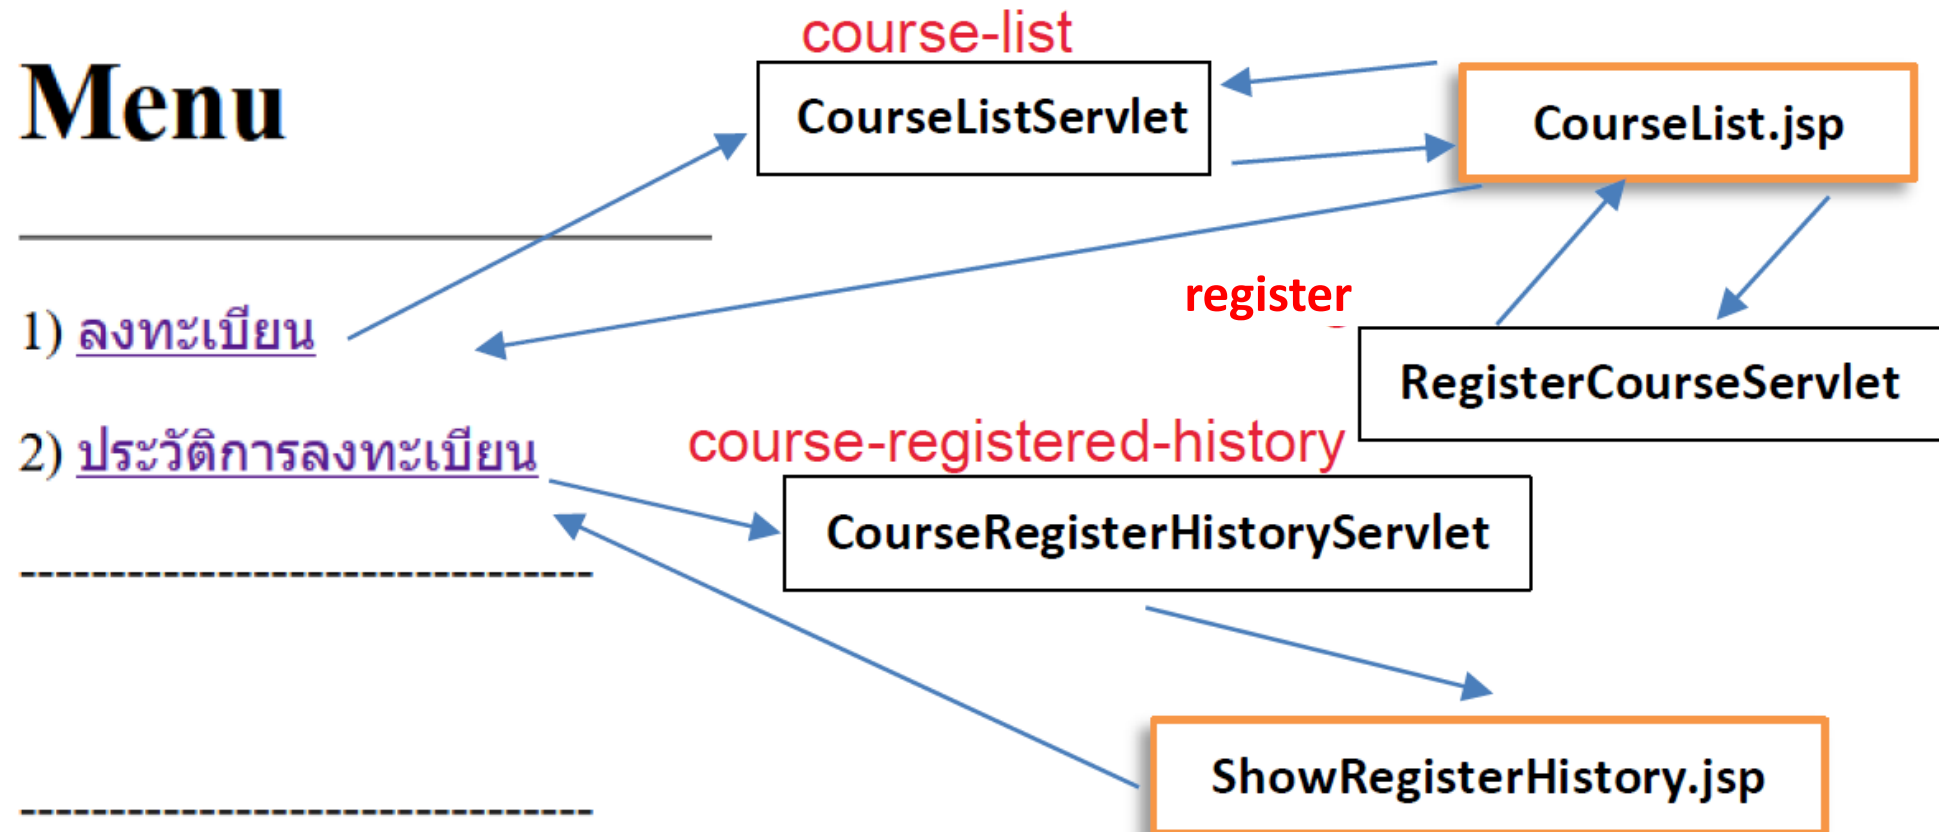 course-list
Menu
CourseListServlet
CourseList.jsp
register
1) ลงทะเบียน
RegisterCourseServlet
2) ประวัติการลงทะเบียน
course-registered-history
CourseRegisterHistoryServlet
--------------------------------
ShowRegisterHistory.jsp
--------------------------------